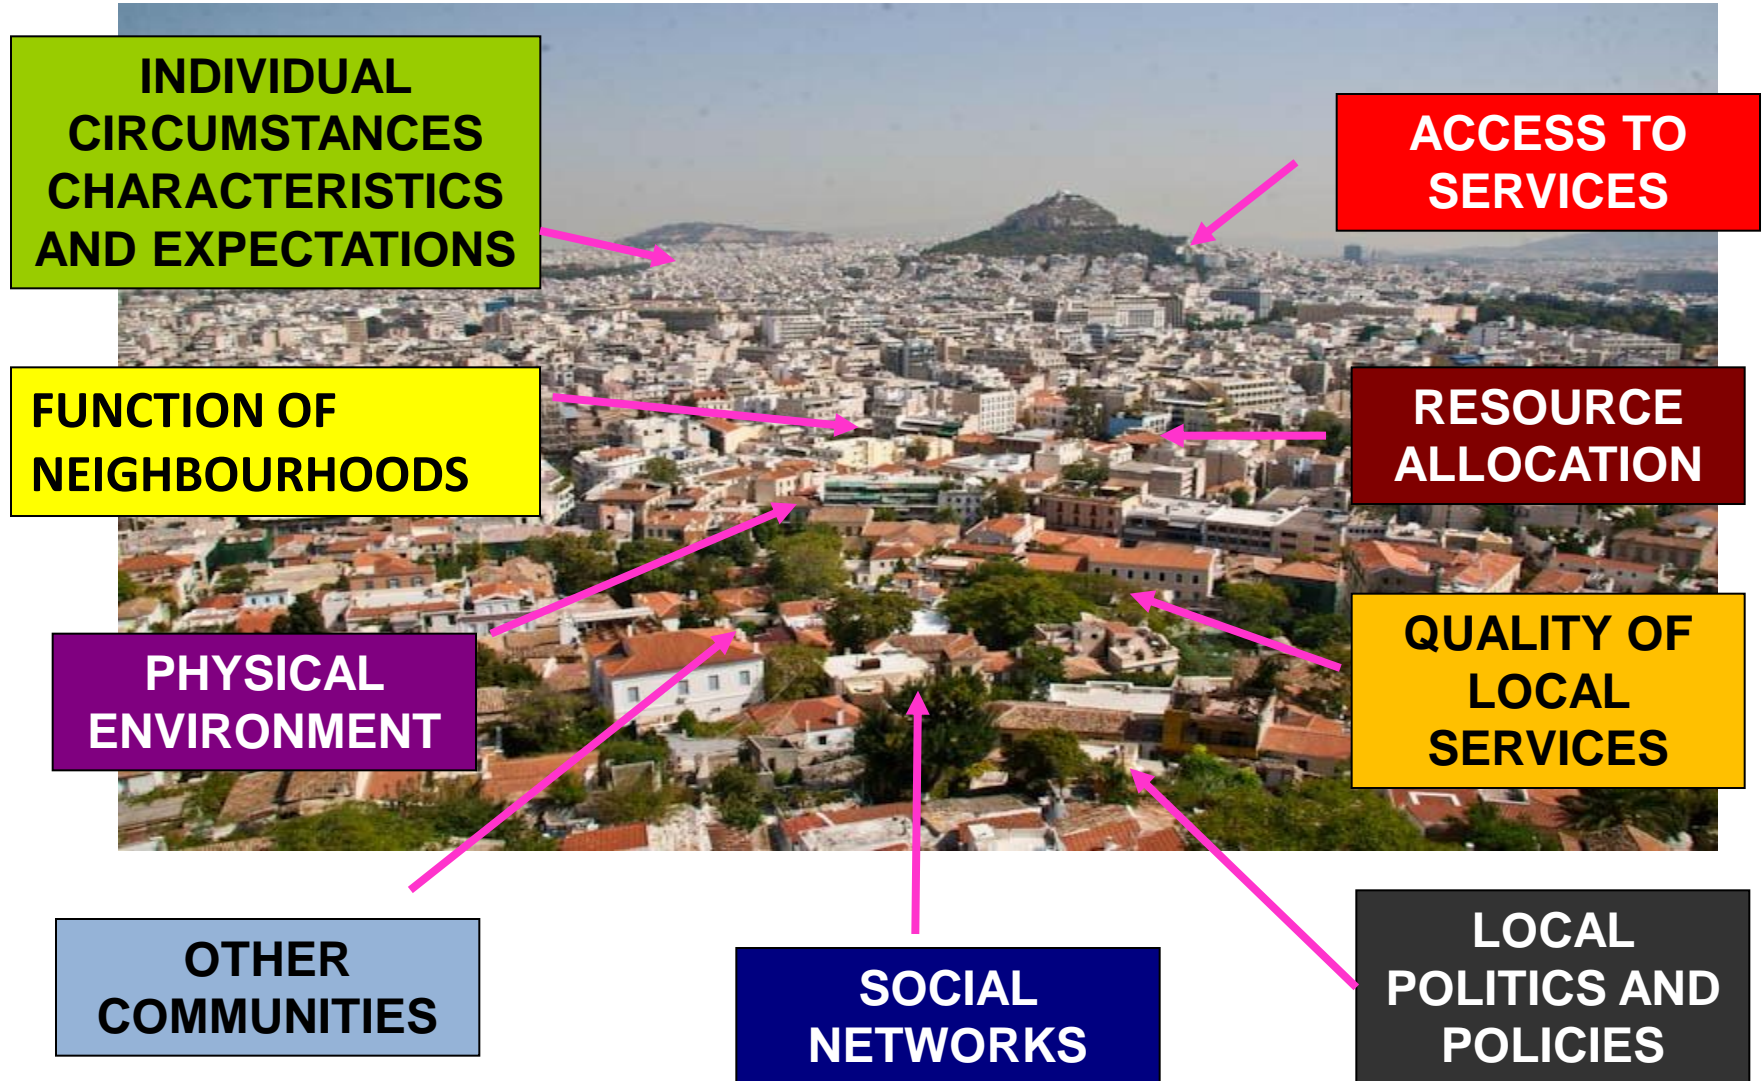 INDIVIDUAL
CIRCUMSTANCES
CHARACTERISTICS
AND EXPECTATIONS
ACCESS TO
SERVICES
FUNCTION OF
NEIGHBOURHOODS
RESOURCE
ALLOCATION
PHYSICAL
ENVIRONMENT
QUALITY OF
LOCAL
SERVICES
OTHER
COMMUNITIES
SOCIAL
NETWORKS
LOCAL
POLITICS AND
POLICIES